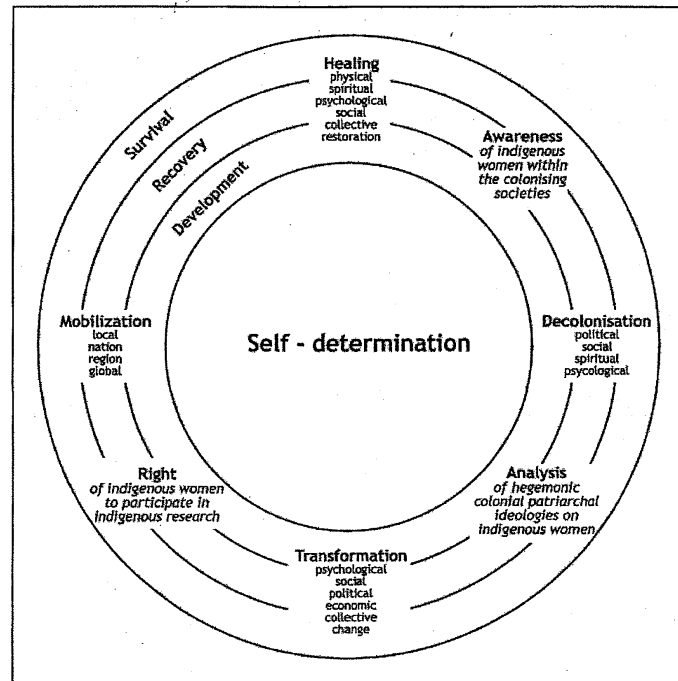 Healing
physical
spiritual
psychological
social
collective
restoration
Survival
Recovery
Development
Awareness
of indigenous
women within
the colonising
societies
Mobilization
local
nation
region
global
Self - determination
Decolonisation
political
social
spiritual
psycological
Right
of indigenous women
to participate in
indigenous research
Analysis
of hegemonic
colonial patriarchal
ideologies on
indigenous women
Transformation
psychological
social
political
economic
collective
change